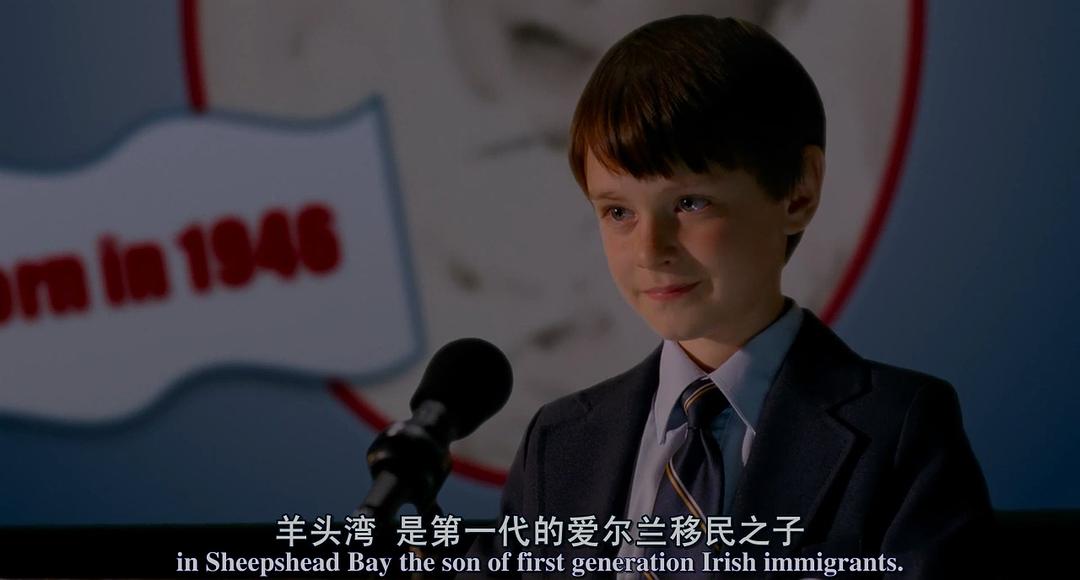 orn in 1946
羊头湾 是第一代的爱尔兰移民之子
in Sheepshead Bay the son of first generation Irish immigrants.